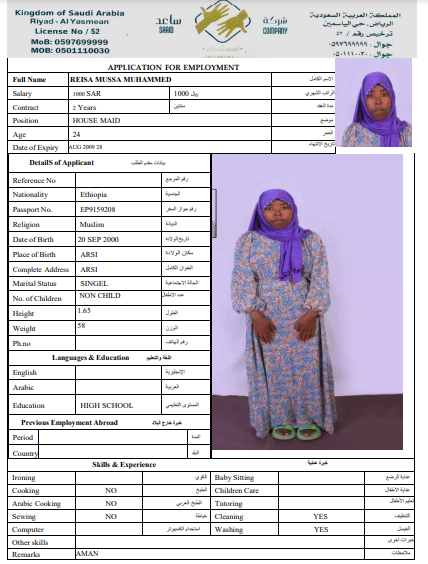 Kingdom of Saudi Arabia
Riyad - Al Yasmeen
License No / 52
MoB: 0597699999
MOB: 0501110030
ساعد
SAAID
شركة
COMPANY
المملكة العربية السعودية
الرياض - حي الياسمين
ترخيص رقم / ٥٢
جوال : ٠٥٩٧٦٩٩٩٩٩
جوال : ٠٥٠١١١٠٠٣٠
APPLICATION FOR EMPLOYMENT
Full Name REISA MUSSA MUHAMMED الاسم الكامل
Salary 1000 SAR 1000 ريال الراتب الشهري
Contract 2 Years سنتين مدة العقد
Position HOUSE MAID موضع
Age 24 العمر
Date of Expiry AUG 2009 28 تاريخ الانتهاء
DetailS of Applicant بيانات مقدم الطلب
Reference No رقم المرجع
Nationality Ethiopia الجنسية
Passport No. EP9159208 رقم جواز السفر
Religion Muslim الديانة
Date of Birth 20 SEP 2000 تاريخ الولادة
Place of Birth ARSI مكان الولادة
Complete Address ARSI العنوان الكامل
Marital Status SINGEL الحالة الاجتماعية
No. of Children NON CHILD عدد الاطفال
Height 1.65 الطول
Weight 58 الوزن
Ph.no رقم الهاتف
Languages & Education اللغة والتعليم
English الإنجليزية
Arabic العربية
Education HIGH SCHOOL المستوى التعليمي
Previous Employment Abroad خبرة خارج البلاد
Period المدة
Country البلد
Skills & Experience خبرة عملية
Ironing الكوي Baby Sitting عناية الرضع
Cooking NO الطبخ Children Care عناية الاطفال
Arabic Cooking NO الطبخ العربي Tutoring تعليم الاطفال
Sewing NO خياطة Cleaning YES التنظيف
Computer استخدام الكمبيوتر Washing YES الغسيل
Other skills خبرات اخرى
Remarks AMAN ملاحظات